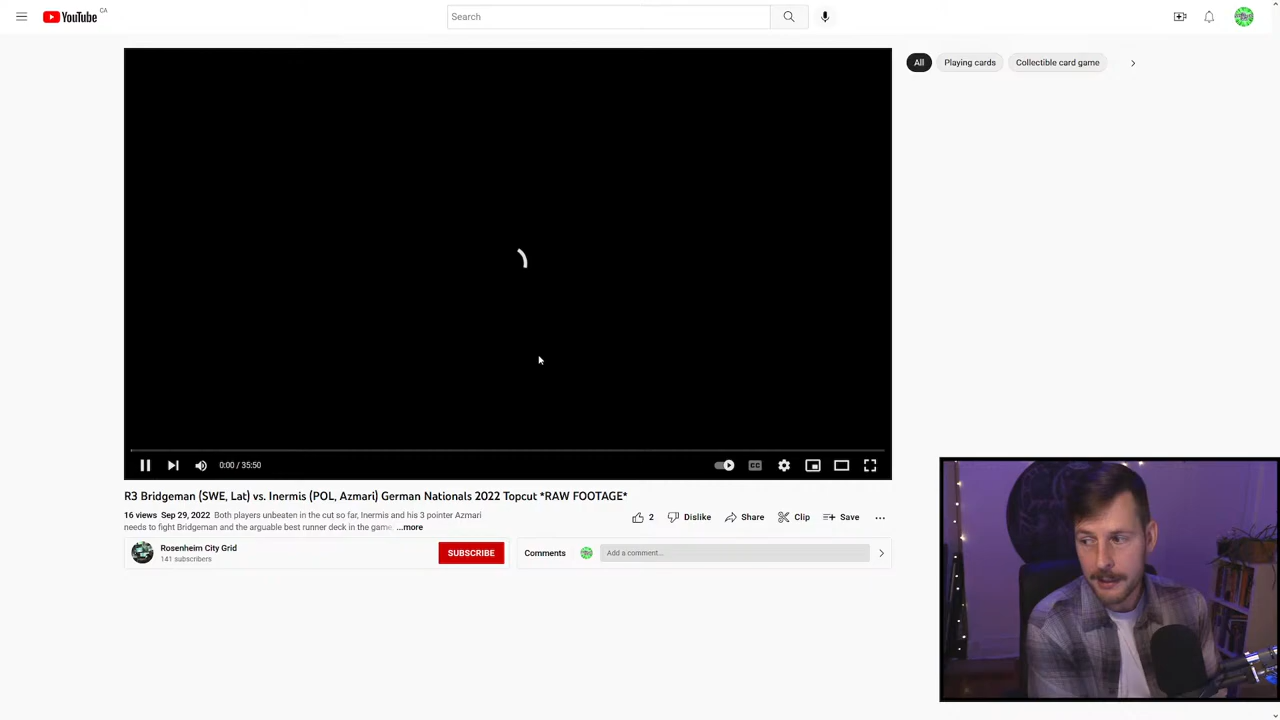 YouTube CA
Search
All
Playing cards
Collectible card game
0:00 / 35:50
CC
R3 Bridgeman (SWE, Lat) vs. Inermis (POL, Azmari) German Nationals 2022 Topcut *RAW FOOTAGE*
16 views Sep 29, 2022 Both players unbeaten in the cut so far, Inermis and his 3 pointer Azmari
needs to fight Bridgeman and the arguable best runner deck in the game, ...more
2
Dislike
Share
Clip
Save
Rosenheim City Grid
141 subscribers
SUBSCRIBE
Comments
Add a comment...